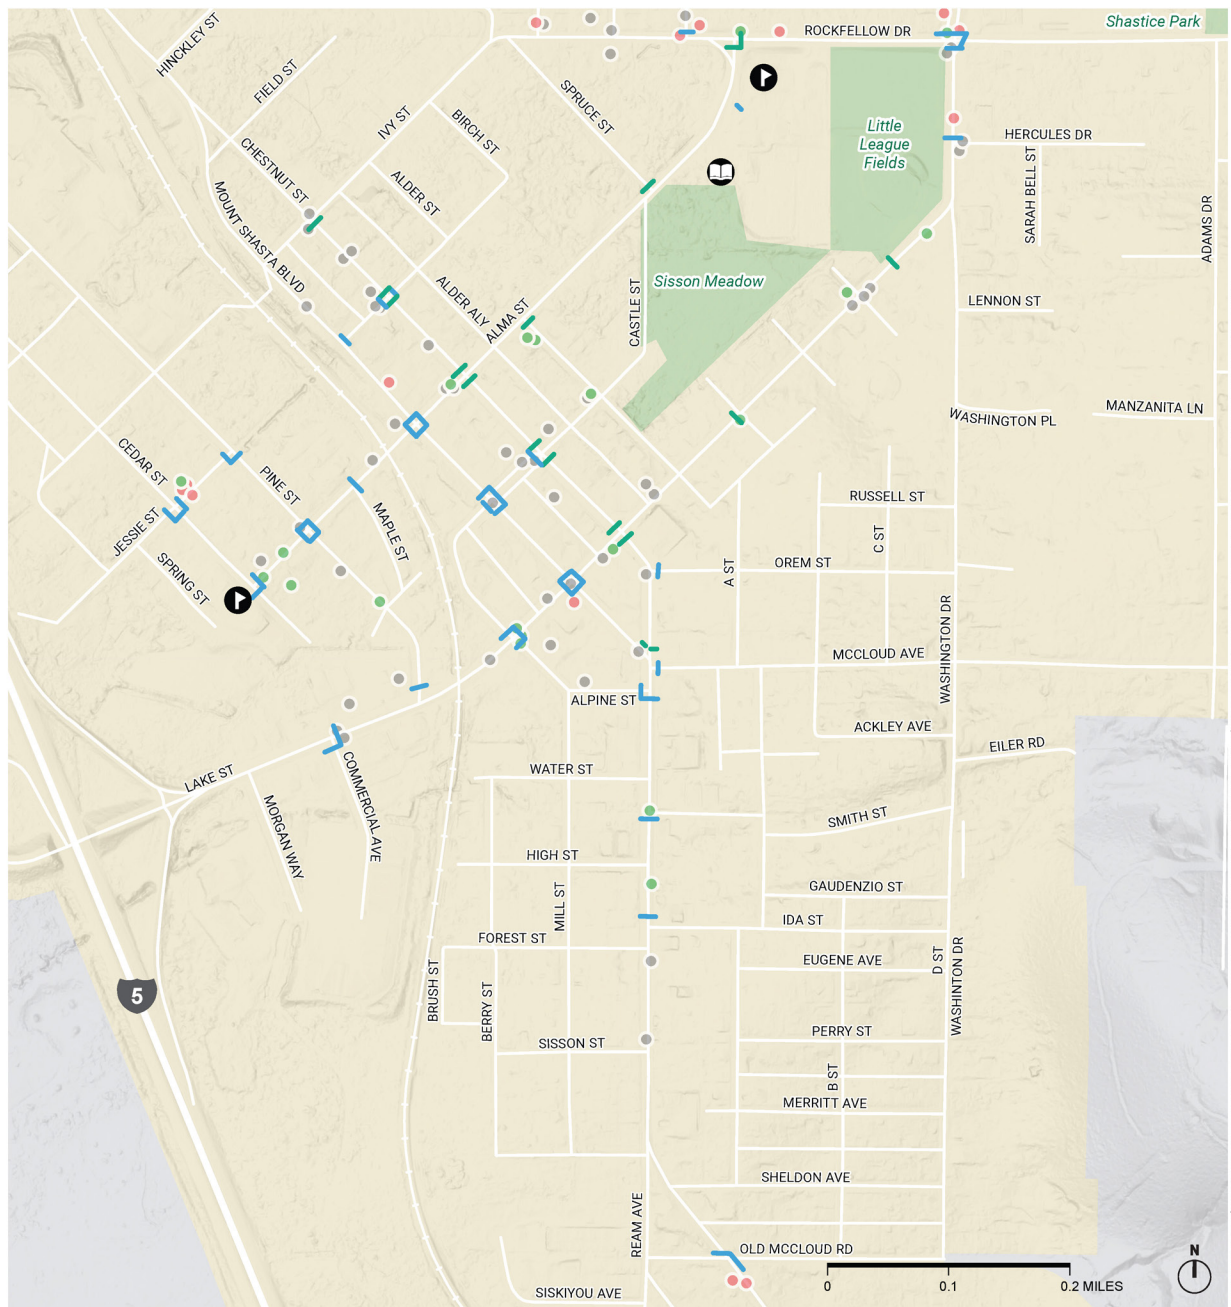 Shastice Park
ROCKFELLOW DR
HINCKLEY ST
FIELD ST
SPRUCE ST
IVY ST
BIRCH ST
Little
League
Fields
HERCULES DR
CHESTNUT ST
ALDER ST
SARAH BELL ST
ADAMS DR
MOUNT SHASTA BLVD
Sisson Meadow
ALDER ALY
ALMA ST
CASTLE ST
LENNON ST
MANZANITA LN
WASHINGTON PL
CEDAR ST
PINE ST
RUSSELL ST
JESSIE ST
MAPLE ST
C ST
SPRING ST
A ST
OREM ST
WASHINGTON DR
MCCLOUD AVE
ALPINE ST
ACKLEY AVE
EILER RD
LAKE ST
COMMERCIAL AVE
WATER ST
MORGAN WAY
SMITH ST
HIGH ST
MILL ST
GAUDENZIO ST
IDA ST
FOREST ST
EUGENE AVE
D ST
WASHINTON DR
BRUSH ST
BERRY ST
5
PERRY ST
SISSON ST
B ST
MERRITT AVE
SHELDON AVE
REAM AVE
OLD MCCLOUD RD
SISKIYOU AVE
N
0 0.1 0.2 MILES